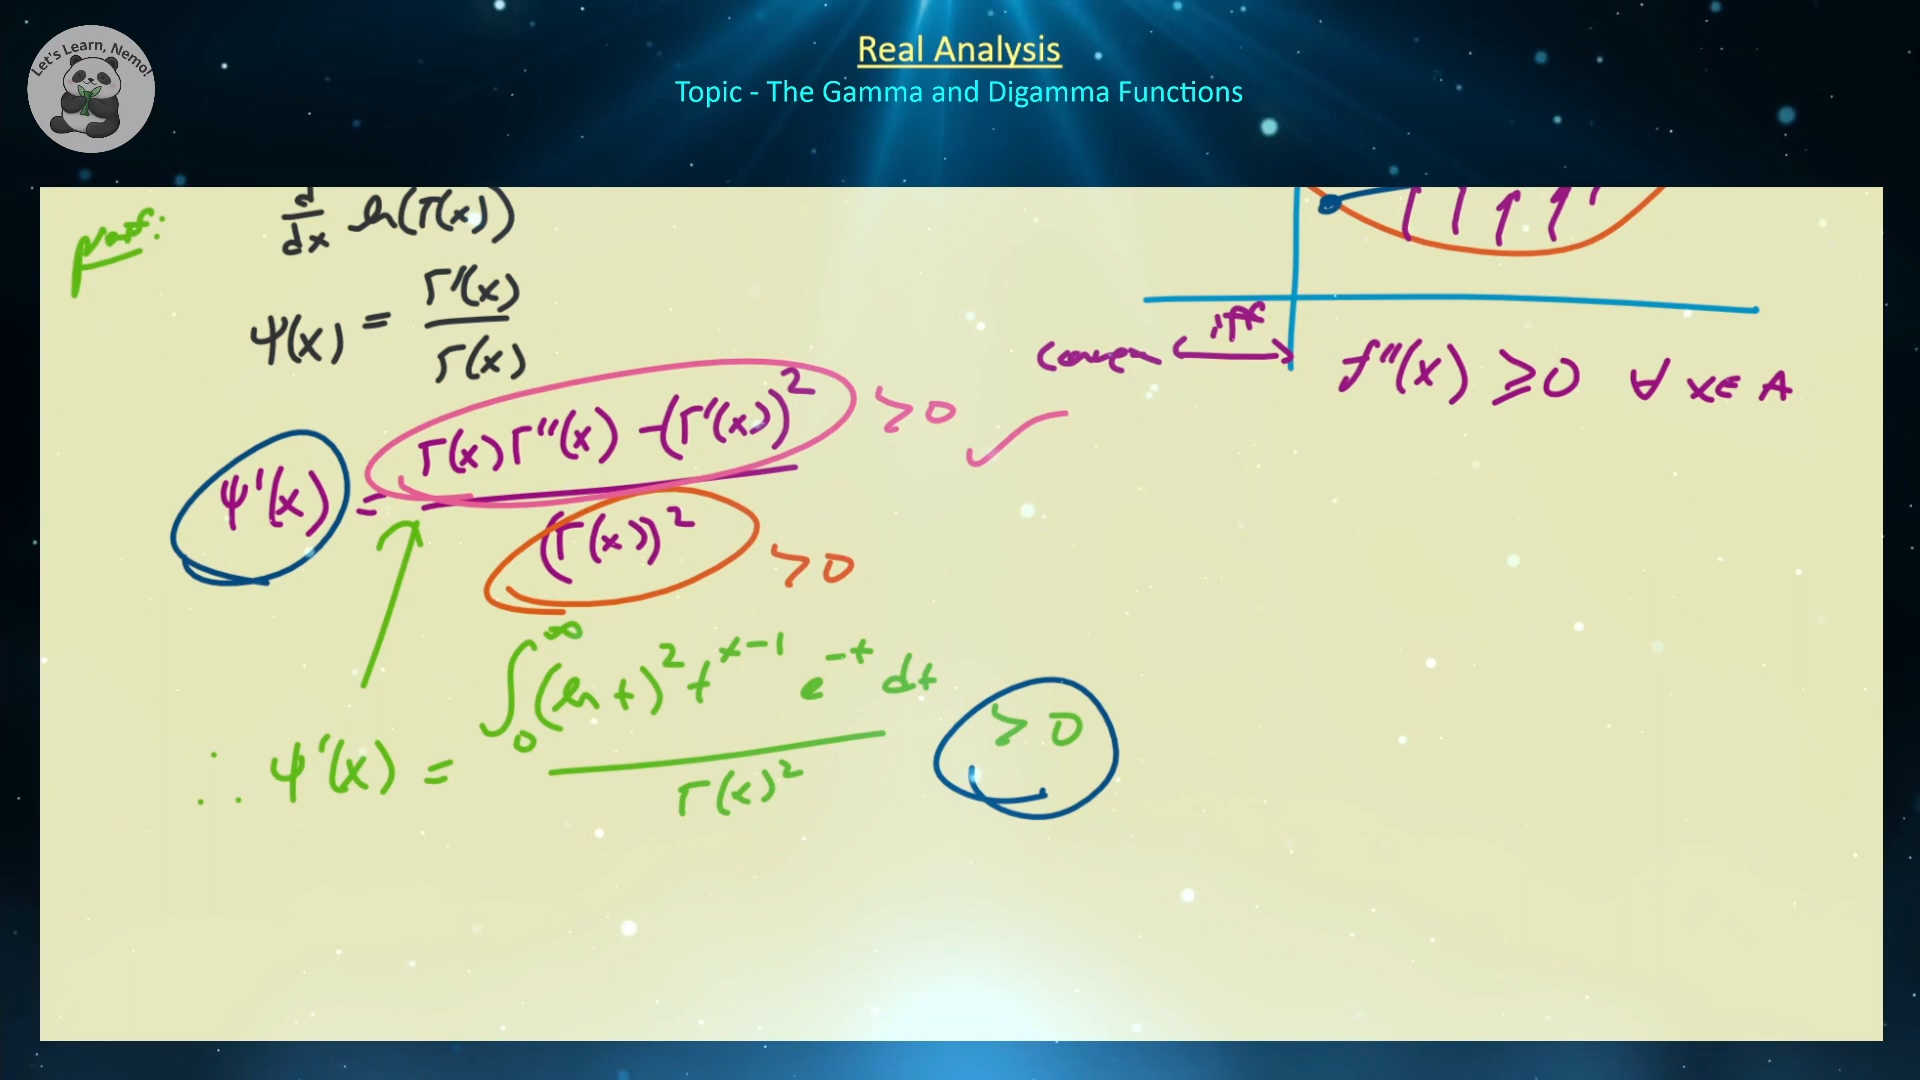 Let's Learn, Nemo!
Real Analysis
Topic - The Gamma and Digamma Functions
proof:
d/dx ln(Γ(x))
ψ(x) = Γ'(x) / Γ(x)
convex ⟷ iff f''(x) ≥ 0 ∀ x ∈ A
ψ'(x) = Γ(x)Γ''(x) - (Γ'(x))² > 0 ✓
(Γ(x))² > 0
∴ ψ'(x) = ∫₀^∞ (ln t)² t^(x-1) e^(-t) dt / Γ(x)² > 0